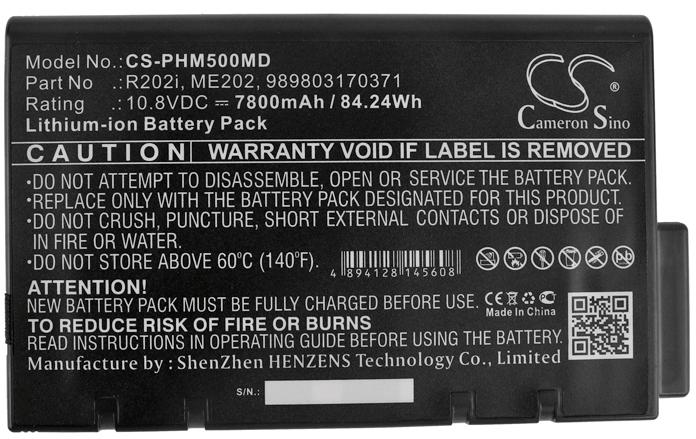 Model No.:CS-PHM500MD
Part No .:R202i, ME202, 989803170371
Rating :10.8VDC ⎓ 7800mAh / 84.24Wh
Lithium-ion Battery Pack
CS
Cameron Sino
CAUTION WARRANTY VOID IF LABEL IS REMOVED
•DO NOT ATTEMPT TO DISASSEMBLE, OPEN OR SERVICE THE BATTERY PACK.
•REPLACE ONLY WITH THE BATTERY PACK DESIGNATED FOR THIS PRODUCT.
•DO NOT CRUSH, PUNCTURE, SHORT EXTERNAL CONTACTS OR DISPOSE OF
IN FIRE OR WATER.
•DO NOT STORE ABOVE 60°C (140°F).
4 894128 145608
ATTENTION!
NEW BATTERY PACK MUST BE FULLY CHARGED BEFORE USE.
TO REDUCE RISK OF FIRE OR BURNS
READ INSTRUCTIONS IN OPERATING GUIDE BEFORE USING THE BATTERY.
CE
Made In China
Manufacture by : ShenZhen HENZENS Technology Co., Limited
S/N.: